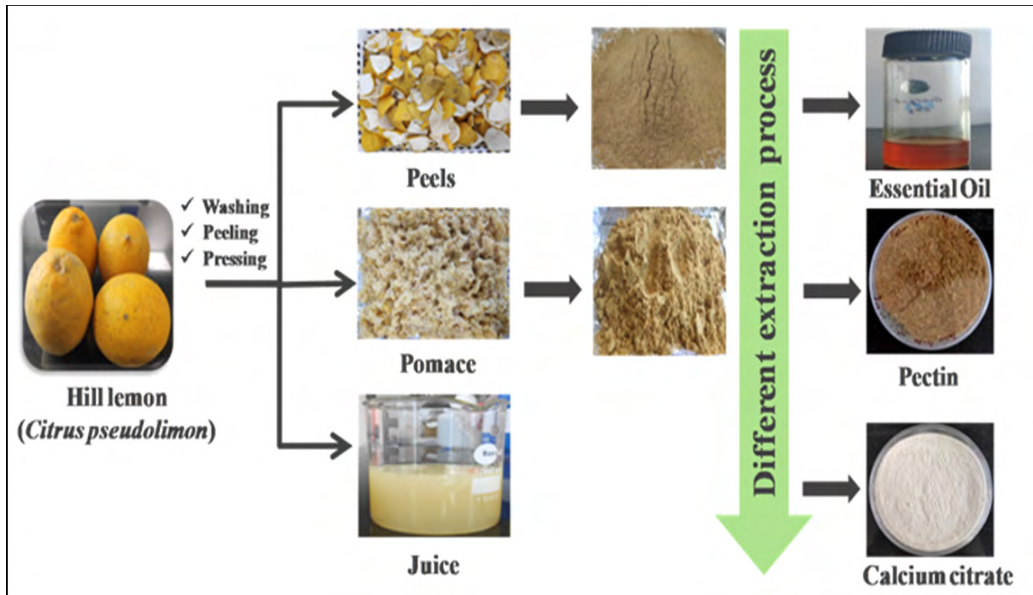 ✓ Washing
✓ Peeling
✓ Pressing
Hill lemon
(Citrus pseudolimon)
Peels
Pomace
Juice
Different extraction process
Essential Oil
Pectin
Calcium citrate